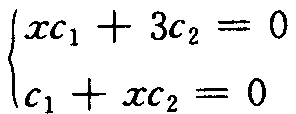 xc₁ + 3c₂ = 0
c₁ + xc₂ = 0